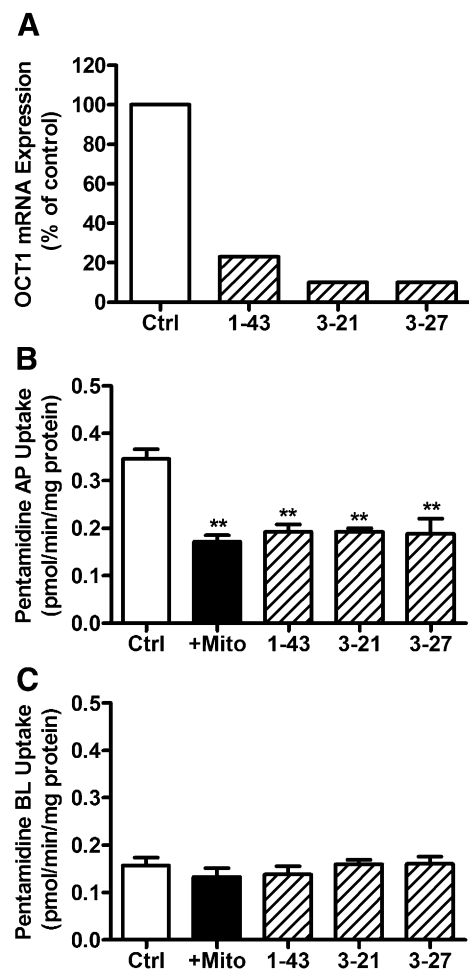 A
OCT1 mRNA Expression
(% of control)
120
100
80
60
40
20
0
Ctrl 1-43 3-21 3-27
B
Pentamidine AP Uptake
(pmol/min/mg protein)
0.5
0.4
0.3
0.2
0.1
0.0
** ** ** **
Ctrl +Mito 1-43 3-21 3-27
C
Pentamidine BL Uptake
(pmol/min/mg protein)
0.5
0.4
0.3
0.2
0.1
0.0
Ctrl +Mito 1-43 3-21 3-27